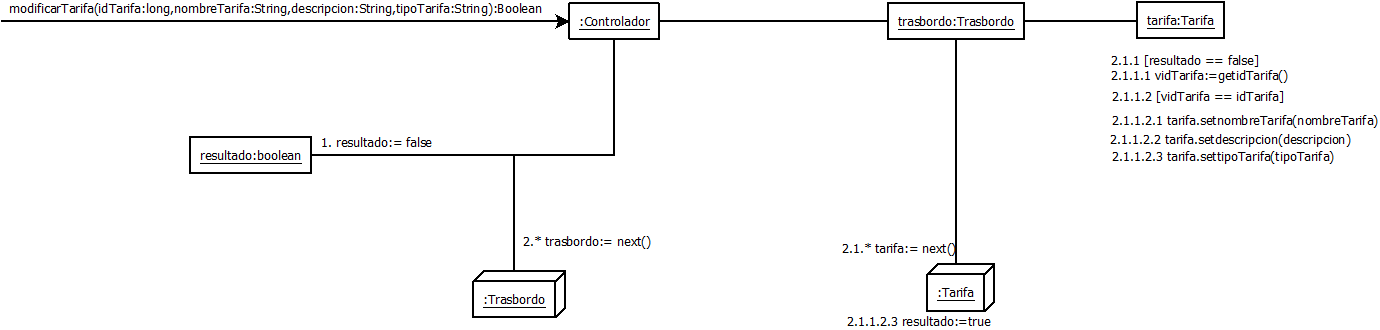 modificarTarifa(idTarifa:long,nombreTarifa:String,descripcion:String,tipoTarifa:String):Boolean
:Controlador
trasbordo:Trasbordo
tarifa:Tarifa
2.1.1 [resultado == false]
2.1.1.1 vidTarifa:=getidTarifa()
2.1.1.2 [vidTarifa == idTarifa]
2.1.1.2.1 tarifa.setnombreTarifa(nombreTarifa)
2.1.1.2.2 tarifa.setdescripcion(descripcion)
2.1.1.2.3 tarifa.settipoTarifa(tipoTarifa)
resultado:boolean
1. resultado:= false
2.* trasbordo:= next()
2.1.* tarifa:= next()
:Trasbordo
:Tarifa
2.1.1.2.3 resultado:=true